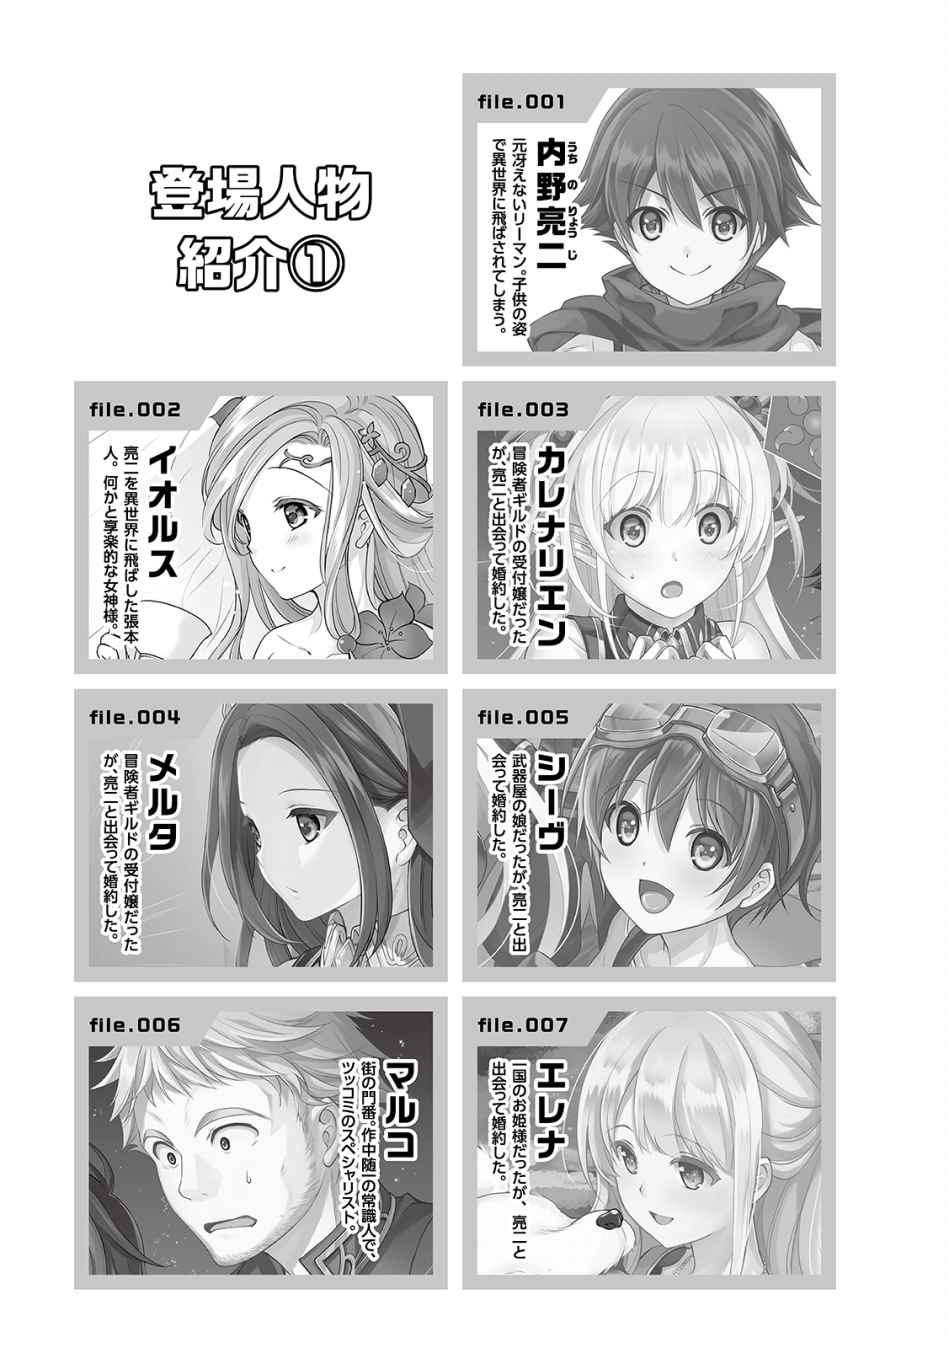 登場人物
紹介①
file.001
内野亮二
うちのりょうじ
元冴えないリーマン。子供の姿
で異世界に飛ばされてしまう。
file.002
イオルス
亮二を異世界に飛ばした張本
人。何かと享楽的な女神様。
file.003
カレナリエン
冒険者ギルドの受付嬢だった
が、亮二と出会って婚約した。
file.004
メルタ
冒険者ギルドの受付嬢だった
が、亮二と出会って婚約した。
file.005
シーヴ
武器屋の娘だったが、亮二と出
会って婚約した。
file.006
マルコ
街の門番。作中随一の常識人で、
ツッコミのスペシャリスト。
file.007
エレナ
一国のお姫様だったが、亮二と
出会って婚約した。